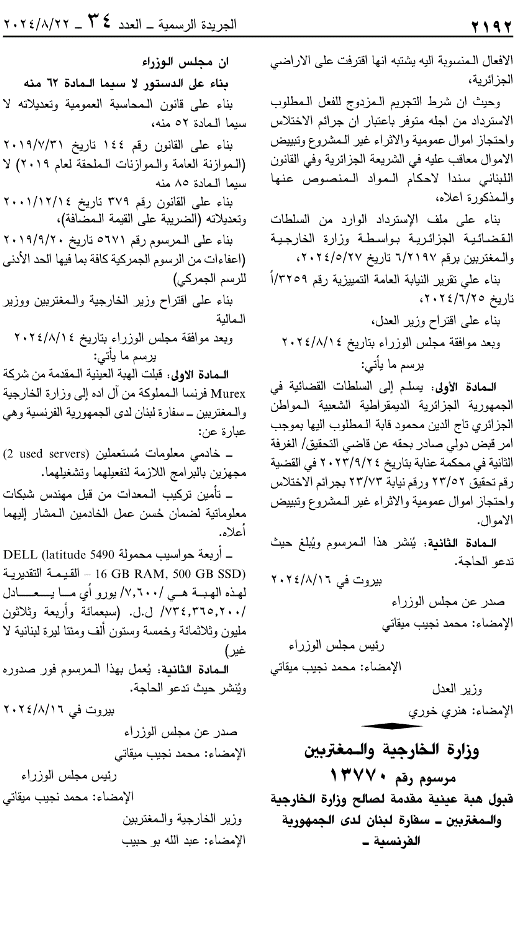 ٢١٩٢
الجريدة الرسمية ــ العدد ٣٤ ــ ٢٠٢٤/٨/٢٢
الافعال المنسوبة اليه يشتبه انها اقترفت على الاراضي
الجزائرية،
وحيث ان شرط التجريم المزدوج للفعل المطلوب
الاسترداد من اجله متوفر باعتبار ان جرائم الاختلاس
واحتجاز اموال عمومية والاثراء غير المشروع وتبييض
الاموال معاقب عليه في الشريعة الجزائرية وفي القانون
اللبناني سندا لاحكام المواد المنصوص عنها
والمذكورة اعلاه،
بناء على ملف الإسترداد الوارد من السلطات
القضائية الجزائرية بواسطة وزارة الخارجية
والمغتربين برقم ٦/٢١٩٧ تاريخ ٢٠٢٤/٥/٢٧،
بناء على تقرير النيابة العامة التمييزية رقم ٣٢٥٩/أ
تاريخ ٢٠٢٤/٦/٢٥،
بناء على اقتراح وزير العدل،
وبعد موافقة مجلس الوزراء بتاريخ ٢٠٢٤/٨/١٤
يرسم ما يأتي:
المادة الأولى: يسلم إلى السلطات القضائية في
الجمهورية الجزائرية الديمقراطية الشعبية المواطن
الجزائري تاج الدين محمود قابة المطلوب اليها بموجب
امر قبض دولي صادر بحقه عن قاضي التحقيق/ الغرفة
الثانية في محكمة عنابة بتاريخ ٢٠٢٣/٩/٢٤ في القضية
رقم تحقيق ٢٣/٥٢ ورقم نيابة ٢٣/٧٣ بجرائم الاختلاس
واحتجاز اموال عمومية والاثراء غير المشروع وتبييض
الاموال.
المادة الثانية: يُنشر هذا المرسوم ويُبلغ حيث
تدعو الحاجة.
بيروت في ٢٠٢٤/٨/١٦
صدر عن مجلس الوزراء
الإمضاء: محمد نجيب ميقاتي
رئيس مجلس الوزراء
الإمضاء: محمد نجيب ميقاتي
وزير العدل
الإمضاء: هنري خوري
وزارة الخارجية والمغتربين
مرسوم رقم ١٣٧٧٠
قبول هبة عينية مقدمة لصالح وزارة الخارجية
والمغتربين ــ سفارة لبنان لدى الجمهورية
الفرنسية ــ
ان مجلس الوزراء
بناء على الدستور لا سيما المادة ٦٢ منه
بناء على قانون المحاسبة العمومية وتعديلاته لا
سيما المادة ٥٢ منه،
بناء على القانون رقم ١٤٤ تاريخ ٢٠١٩/٧/٣١
(الموازنة العامة والموازنات الملحقة لعام ٢٠١٩) لا
سيما المادة ٨٥ منه
بناء على القانون رقم ٣٧٩ تاريخ ٢٠٠١/١٢/١٤
وتعديلاته (الضريبة على القيمة المضافة)،
بناء على المرسوم رقم ٥٦٧١ تاريخ ٢٠١٩/٩/٢٠
(اعفاءات من الرسوم الجمركية كافة بما فيها الحد الأدنى
للرسم الجمركي)
بناء على اقتراح وزير الخارجية والمغتربين ووزير
المالية
وبعد موافقة مجلس الوزراء بتاريخ ٢٠٢٤/٨/١٤
يرسم ما يأتي:
المادة الاولى: قبلت الهبة العينية المقدمة من شركة
Murex فرنسا المملوكة من آل اده إلى وزارة الخارجية
والمغتربين ــ سفارة لبنان لدى الجمهورية الفرنسية وهي
عبارة عن:
ــ خادمي معلومات مُستعملين (2 used servers)
مجهزين بالبرامج اللازمة لتفعيلهما وتشغيلهما.
ــ تأمين تركيب المعدات من قبل مهندس شبكات
معلوماتية لضمان حُسن عمل الخادمين المشار إليهما
أعلاه.
ــ أربعة حواسيب محمولة DELL (latitude 5490
16 GB RAM, 500 GB SSD) – القيمة التقديرية
لهذه الهبة هي /٧,٦٠٠/ يورو أي ما يعادل
/٧٣٤,٣٦٥,٢٠٠/ ل.ل. (سبعمائة وأربعة وثلاثون
مليون وثلاثمائة وخمسة وستون ألف ومئتا ليرة لبنانية لا
غير)
المادة الثانية: يُعمل بهذا المرسوم فور صدوره
ويُنشر حيث تدعو الحاجة.
بيروت في ٢٠٢٤/٨/١٦
صدر عن مجلس الوزراء
الإمضاء: محمد نجيب ميقاتي
رئيس مجلس الوزراء
الإمضاء: محمد نجيب ميقاتي
وزير الخارجية والمغتربين
الإمضاء: عبد الله بو حبيب